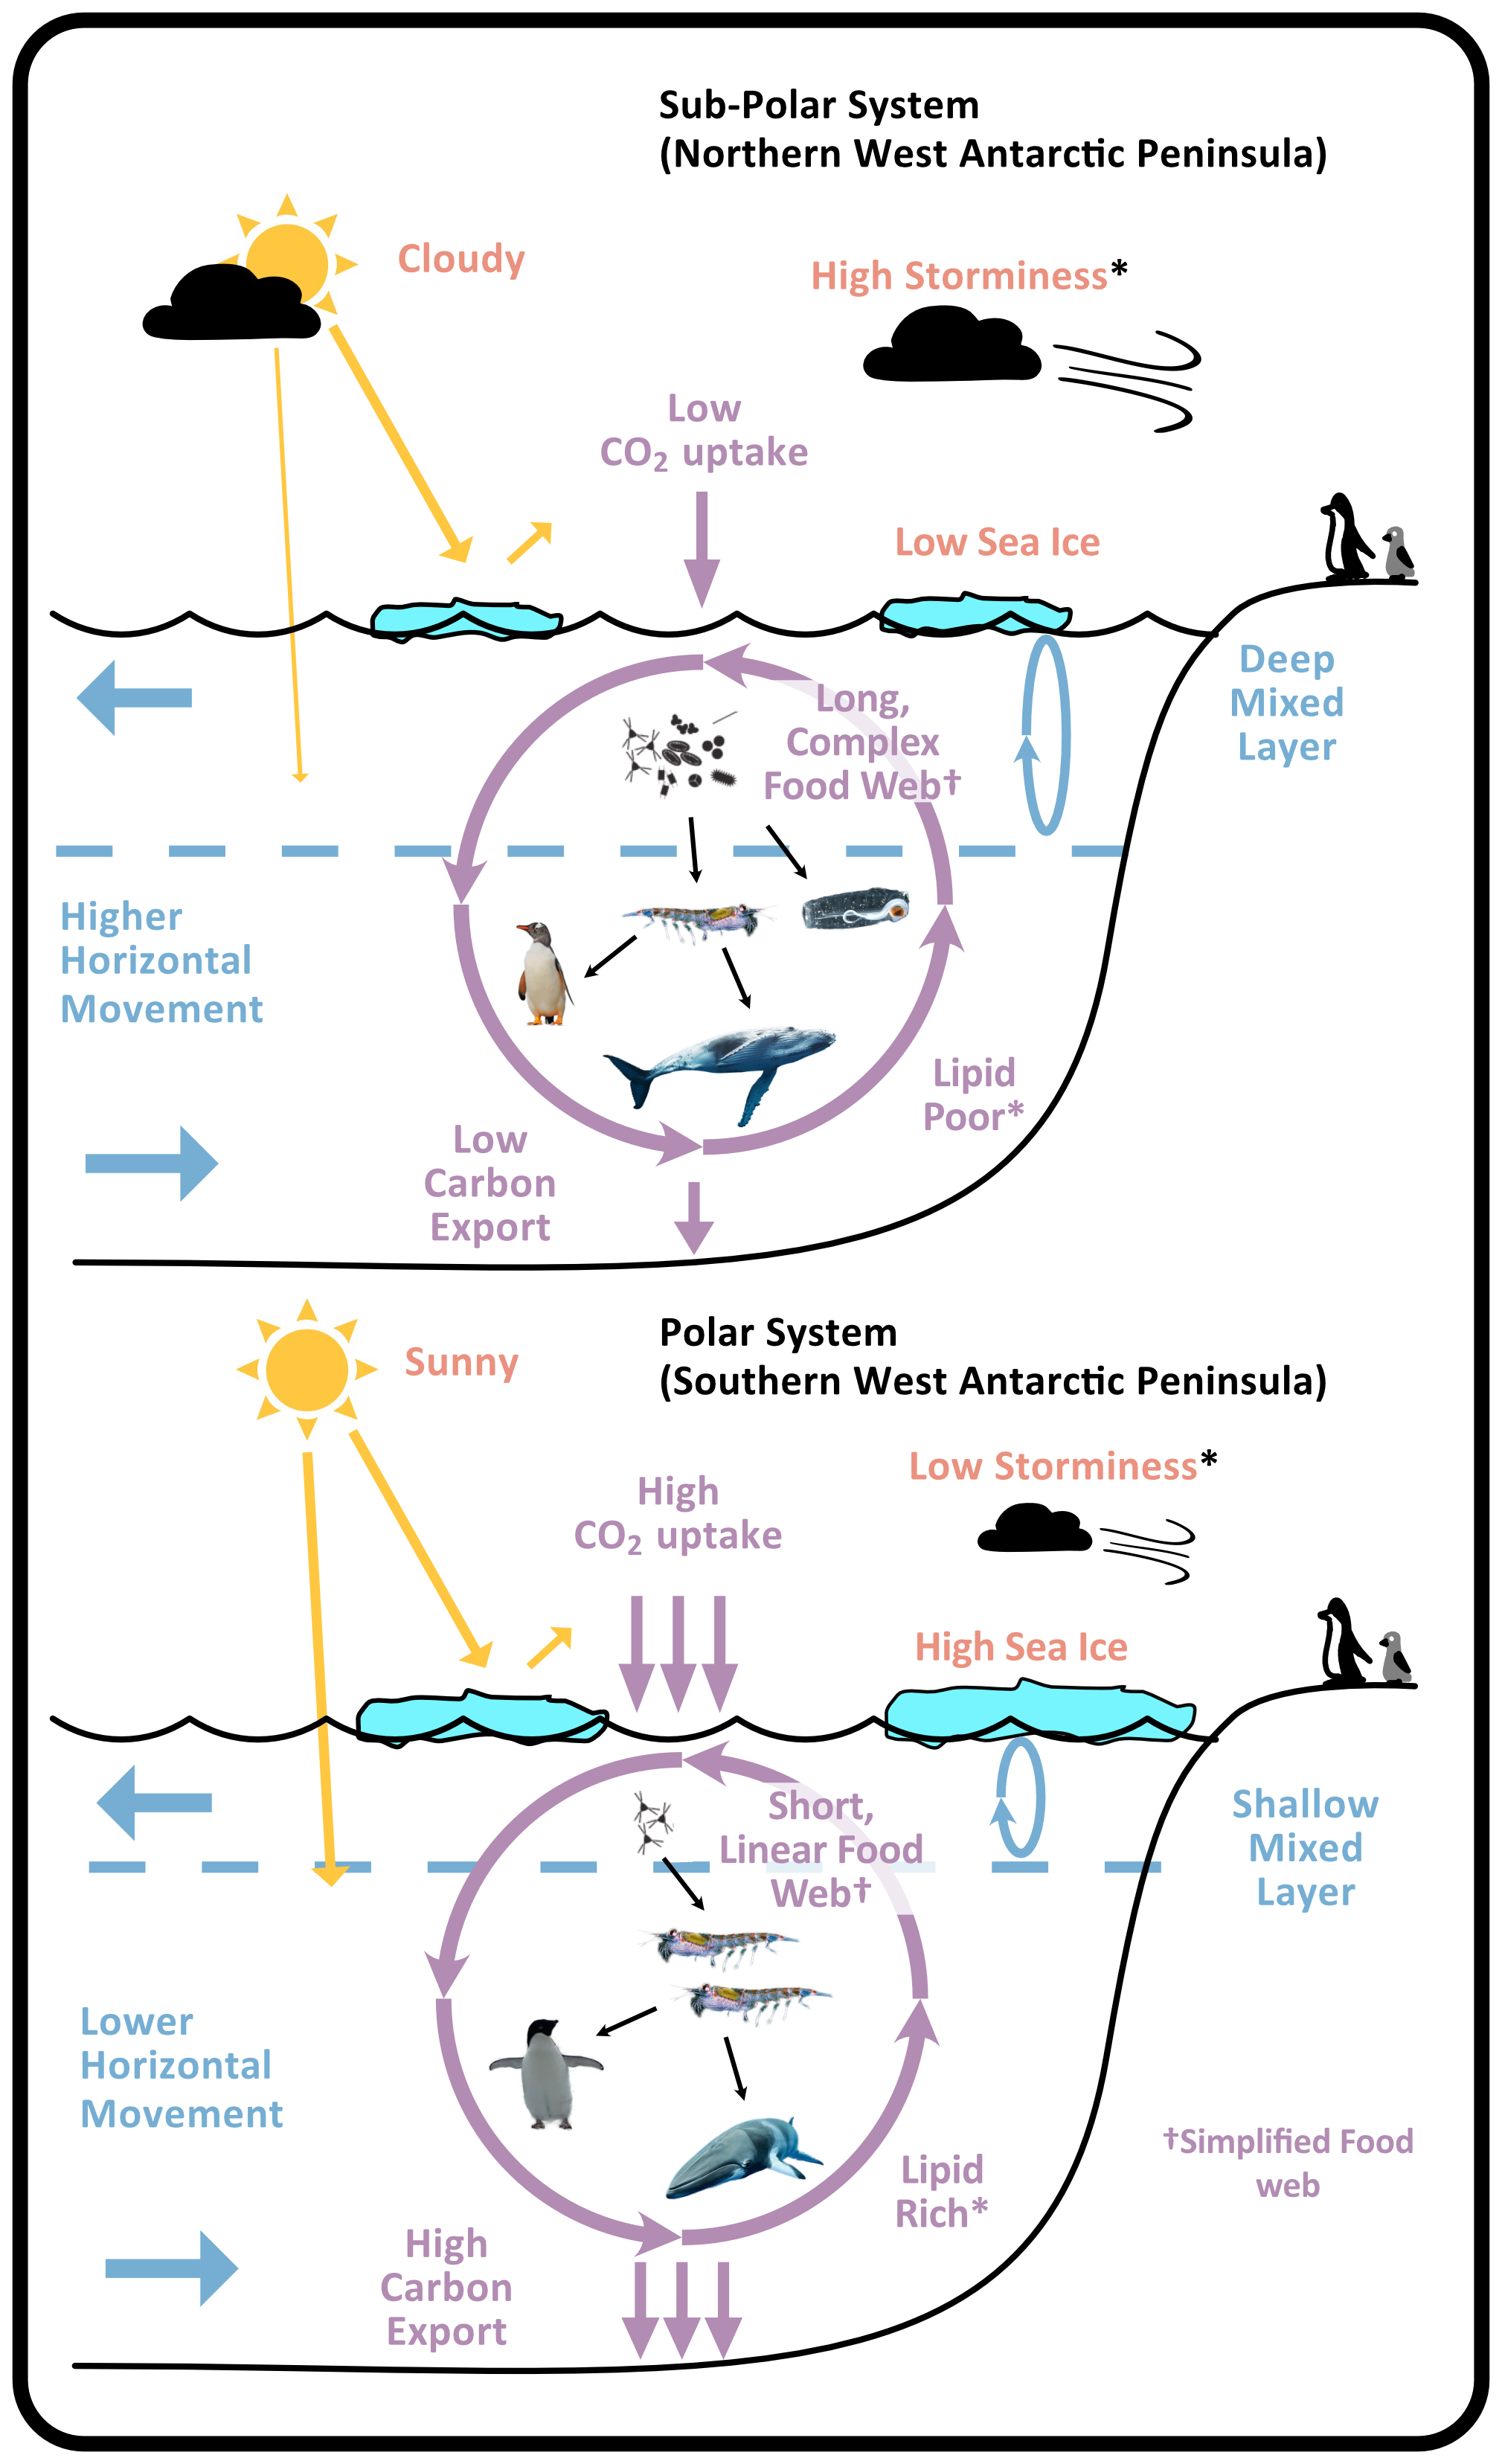 Sub-Polar System
(Northern West Antarctic Peninsula)
Cloudy
High Storminess*
Low
CO₂ uptake
Low Sea Ice
Deep
Mixed
Layer
Long,
Complex
Food Web†
Higher
Horizontal
Movement
Lipid
Poor*
Low
Carbon
Export
Polar System
(Southern West Antarctic Peninsula)
Sunny
Low Storminess*
High
CO₂ uptake
High Sea Ice
Shallow
Mixed
Layer
Short,
Linear Food
Web†
Lower
Horizontal
Movement
†Simplified Food
web
Lipid
Rich*
High
Carbon
Export